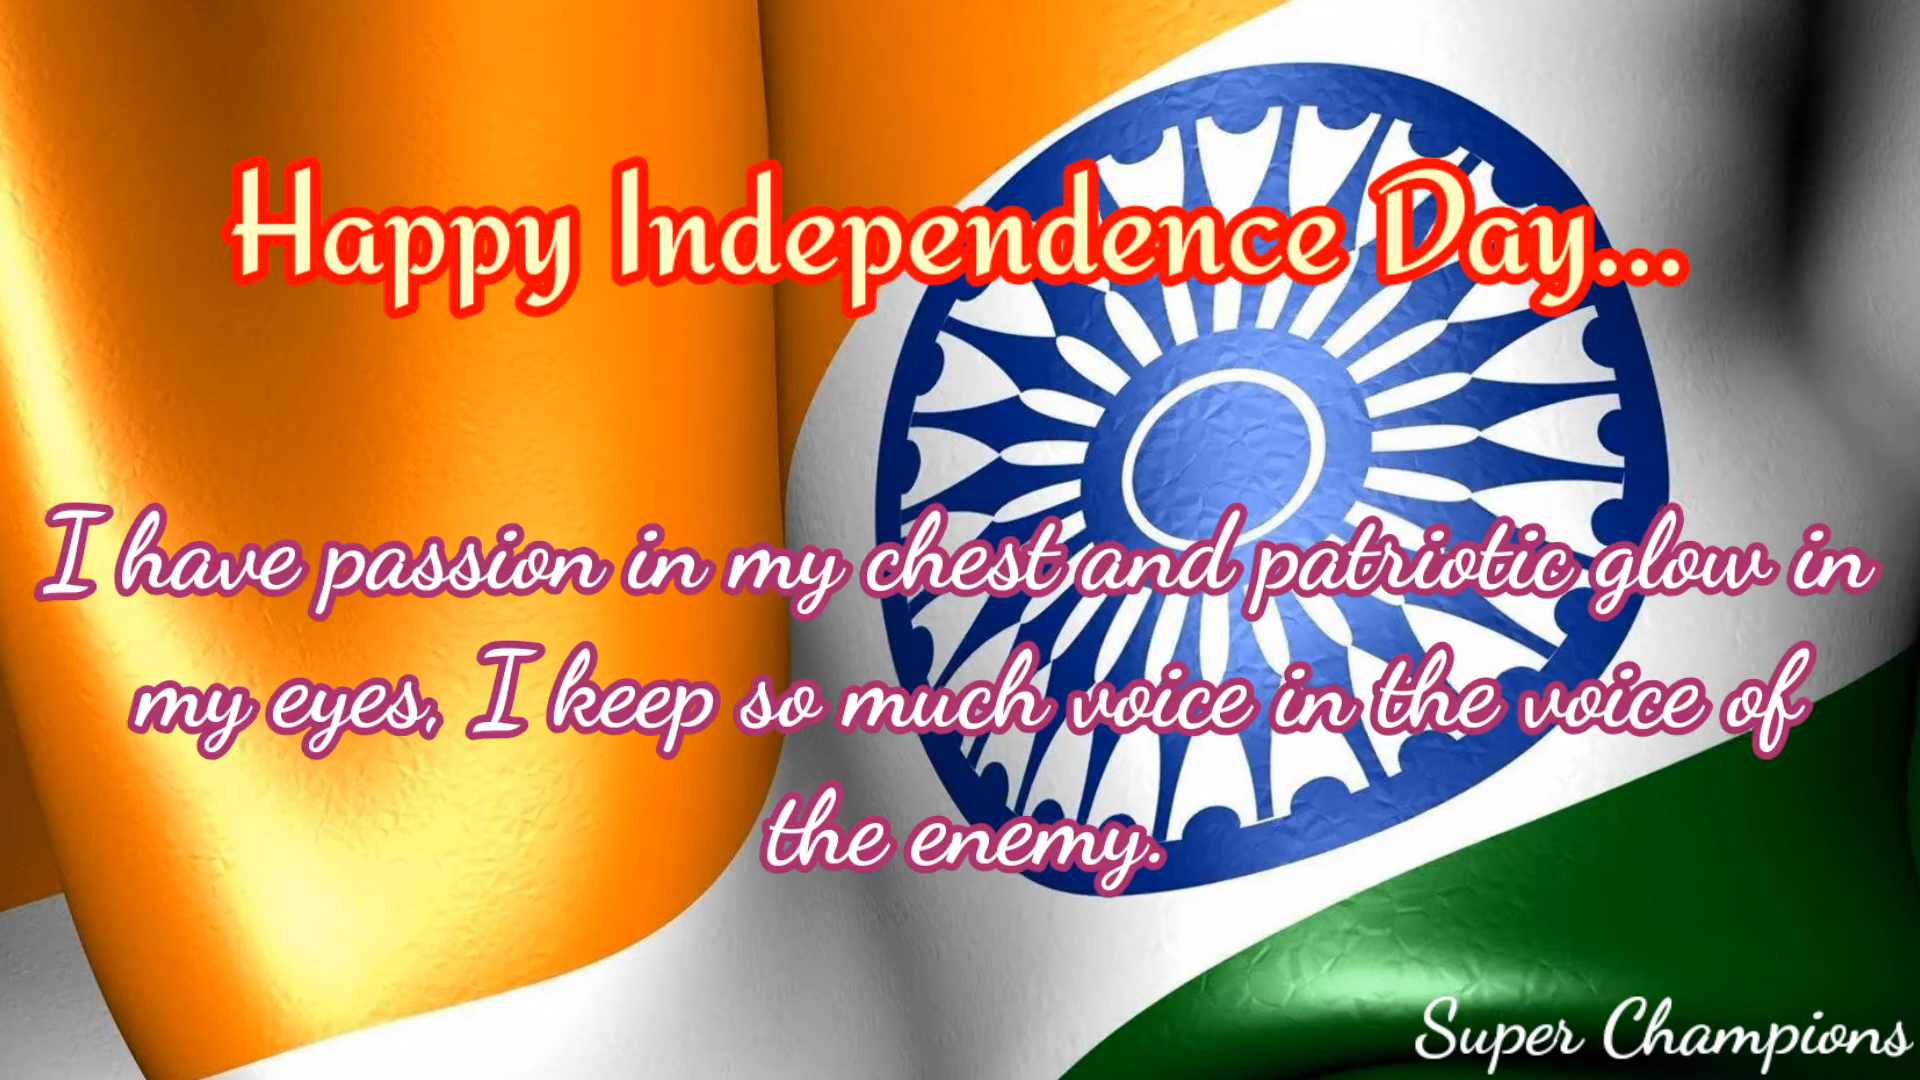 Happy Independence Day...
I have passion in my chest and patriotic glow in
my eyes, I keep so much voice in the voice of
the enemy.
Super Champions